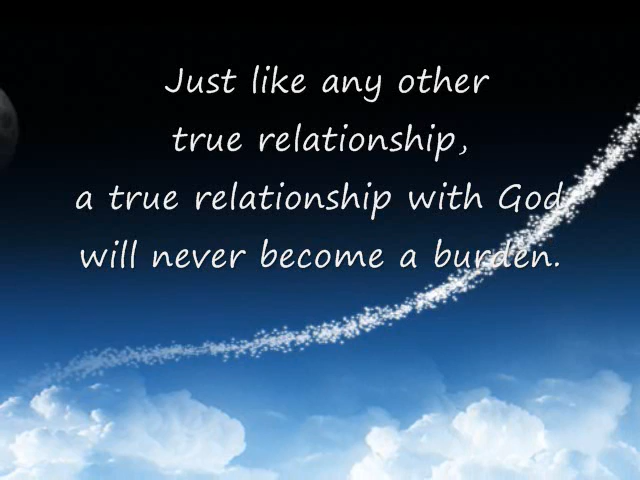 Just like any other
true relationship,
a true relationship with God
will never become a burden.